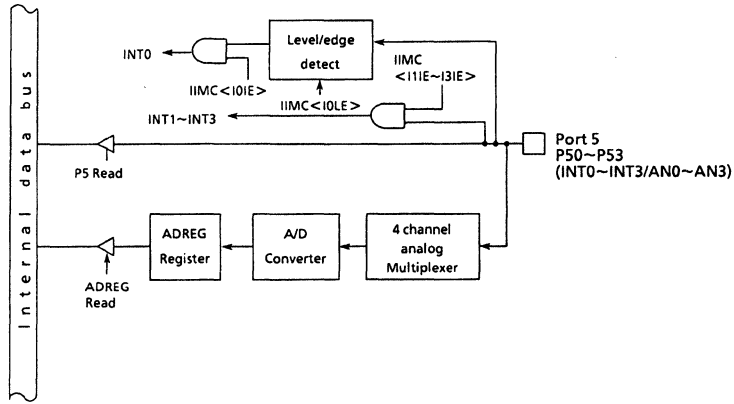 Internal data bus
INT0
Level/edge
detect
IIMC<I0IE>
IIMC<I0LE>
IIMC
<I1IE~I3IE>
INT1~INT3
P5 Read
Port 5
P50~P53
(INT0~INT3/AN0~AN3)
ADREG
Register
A/D
Converter
4 channel
analog
Multiplexer
ADREG
Read